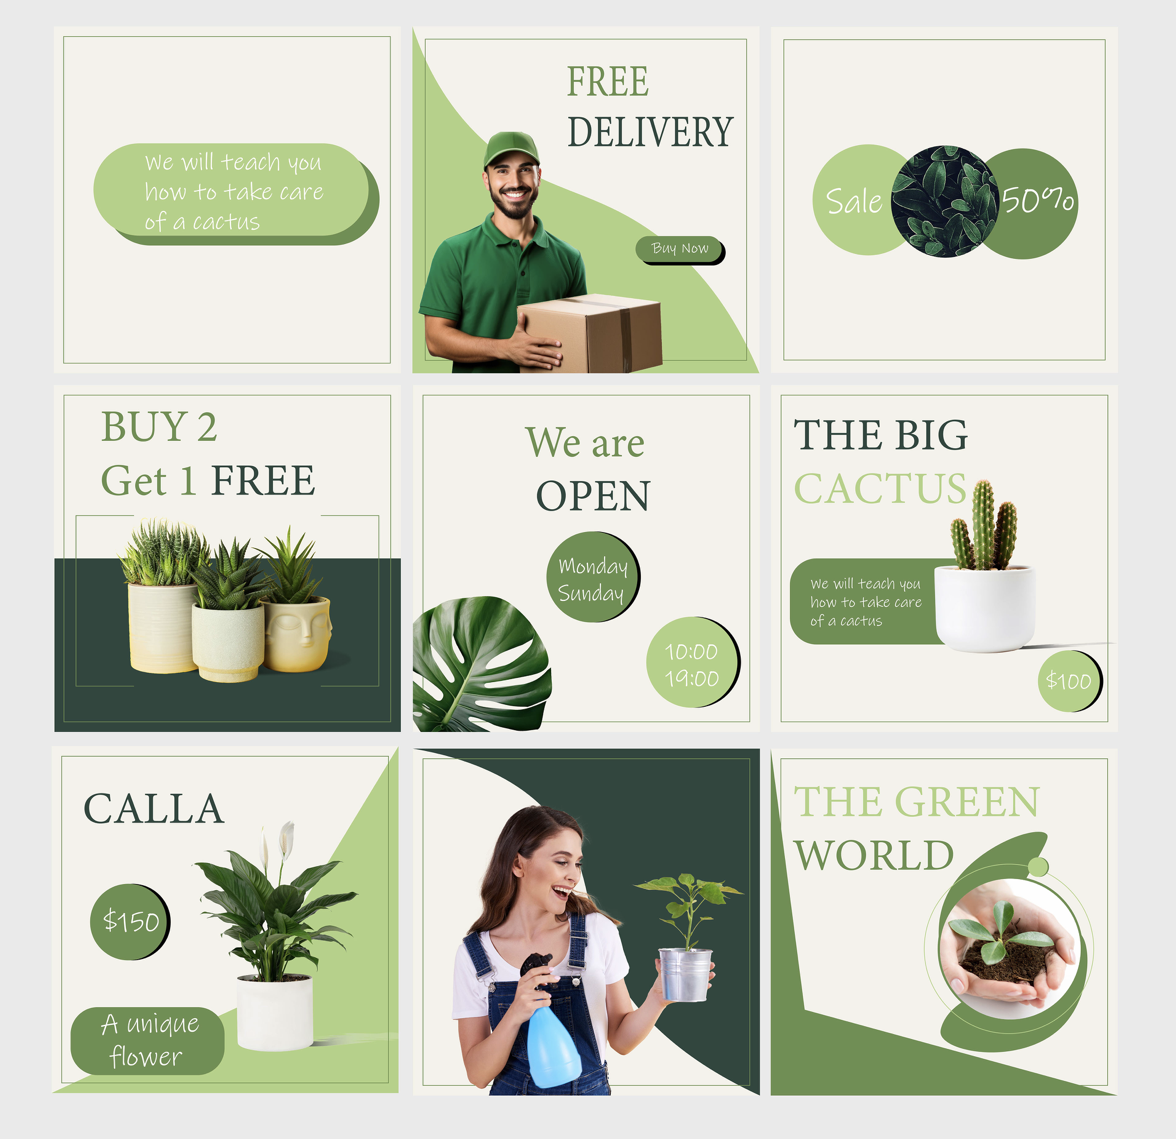 We will teach you
how to take care
of a cactus
FREE
DELIVERY
Buy Now
Sale
50%
BUY 2
Get 1 FREE
We are
OPEN
Monday
Sunday
10:00
19:00
THE BIG
CACTUS
We will teach you
how to take care
of a cactus
$100
CALLA
$150
A unique
flower
THE GREEN
WORLD